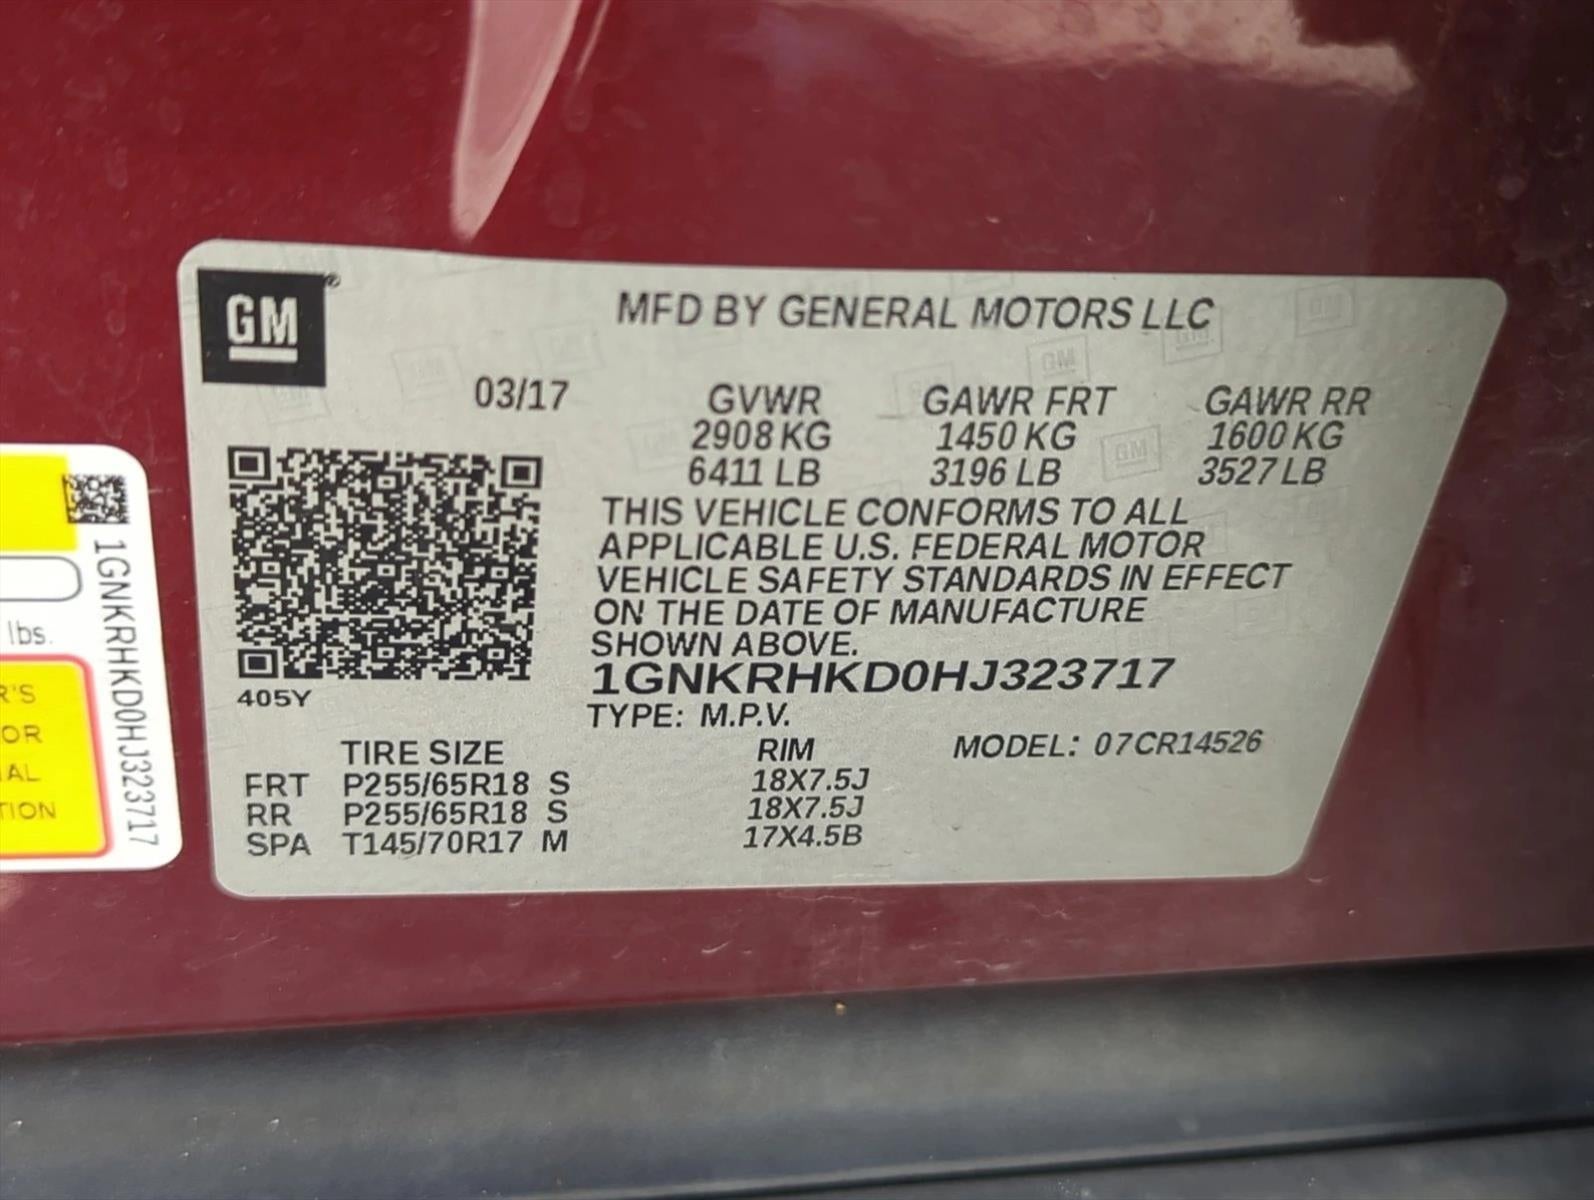 GM
®
MFD BY GENERAL MOTORS LLC
03/17
GVWR GAWR FRT GAWR RR
2908 KG 1450 KG 1600 KG
6411 LB 3196 LB 3527 LB
THIS VEHICLE CONFORMS TO ALL
APPLICABLE U.S. FEDERAL MOTOR
VEHICLE SAFETY STANDARDS IN EFFECT
ON THE DATE OF MANUFACTURE
SHOWN ABOVE.
1GNKRHKD0HJ323717
405Y
TYPE: M.P.V.
TIRE SIZE RIM MODEL: 07CR14526
FRT P255/65R18 S 18X7.5J
RR P255/65R18 S 18X7.5J
SPA T145/70R17 M 17X4.5B
1GNKRHKD0HJ323717
lbs.
R'S
OR
IAL
TION